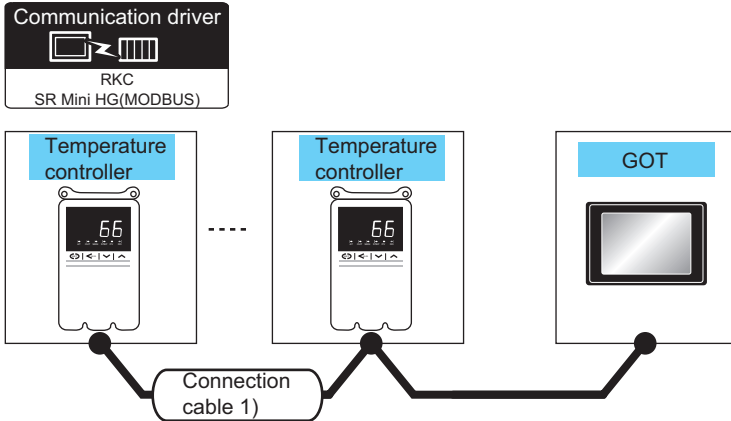 Communication driver
RKC
SR Mini HG(MODBUS)
Temperature
controller
Temperature
controller
GOT
66
66
Connection
cable 1)